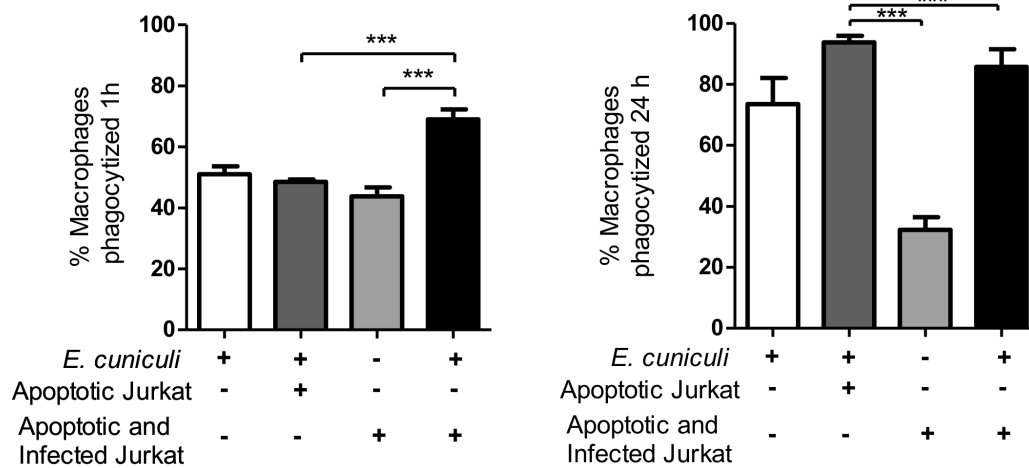 % Macrophages
phagocytized 1h
100
80
60
40
20
0
***
***
E. cuniculi + + - +
Apoptotic Jurkat - + - -
Apoptotic and
Infected Jurkat - - + +
% Macrophages
phagocytized 24 h
100
80
60
40
20
0
***
E. cuniculi + + - +
Apoptotic Jurkat - + - -
Apoptotic and
Infected Jurkat - - + +